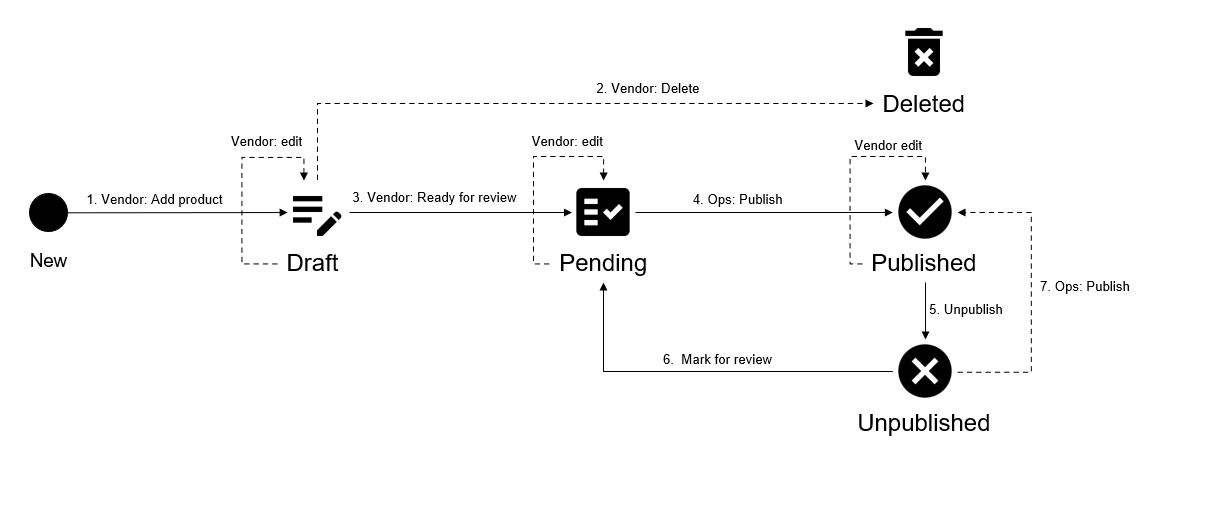 2. Vendor: Delete
Deleted
Vendor: edit
Vendor: edit
Vendor edit
1. Vendor: Add product
3. Vendor: Ready for review
4. Ops: Publish
New
Draft
Pending
Published
7. Ops: Publish
5. Unpublish
6. Mark for review
Unpublished